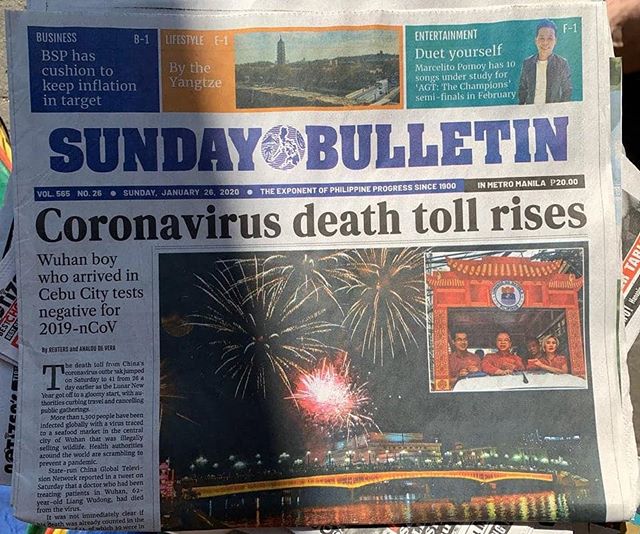 BUSINESS B-1
BSP has
cushion to
keep inflation
in target
LIFESTYLE E-1
By the
Yangtze
ENTERTAINMENT F-1
Duet yourself
Marcelito Pomoy has 10
songs under study for
'AGT: The Champions'
semi-finals in February
SUNDAY BULLETIN
VOL. 565 NO. 26 ● SUNDAY, JANUARY 26, 2020 ● THE EXPONENT OF PHILIPPINE PROGRESS SINCE 1900 IN METRO MANILA P20.00
Coronavirus death toll rises
Wuhan boy
who arrived in
Cebu City tests
negative for
2019-nCoV
By REUTERS and ANALOU DE VERA
The death toll from China's
coronavirus outbreak jumped
on Saturday to 41 from 26 a
day earlier as the Lunar New
Year got off to a gloomy start, with au-
thorities curbing travel and cancelling
public gatherings.
More than 1,300 people have been
infected globally with a virus traced
to a seafood market in the central
city of Wuhan that was illegally
selling wildlife. Health authorities
around the world are scrambling to
prevent a pandemic.
State-run China Global Televi-
sion Network reported in a tweet on
Saturday that a doctor who had been
treating patients in Wuhan, 62-
year-old Liang Wudong, had died
from the virus.
It was not immediately clear if
death was already counted in the